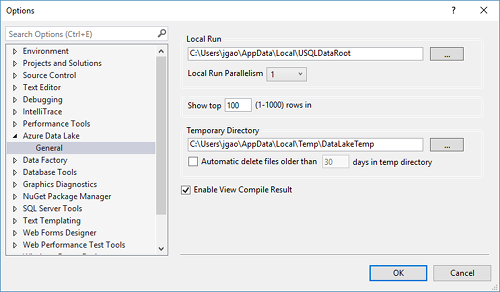 Options
?
Search Options (Ctrl+E)
Environment
Projects and Solutions
Source Control
Text Editor
Debugging
IntelliTrace
Performance Tools
Azure Data Lake
General
Data Factory
Database Tools
Graphics Diagnostics
NuGet Package Manager
SQL Server Tools
Text Templating
Web Forms Designer
Web Performance Test Tools
Local Run
C:\Users\jgao\AppData\Local\USQLDataRoot
...
Local Run Parallelism 1
Show top 100 (1-1000) rows in
Temporary Directory
C:\Users\jgao\AppData\Local\Temp\DataLakeTemp
...
Automatic delete files older than 30 days in temp directory
Enable View Compile Result
OK
Cancel